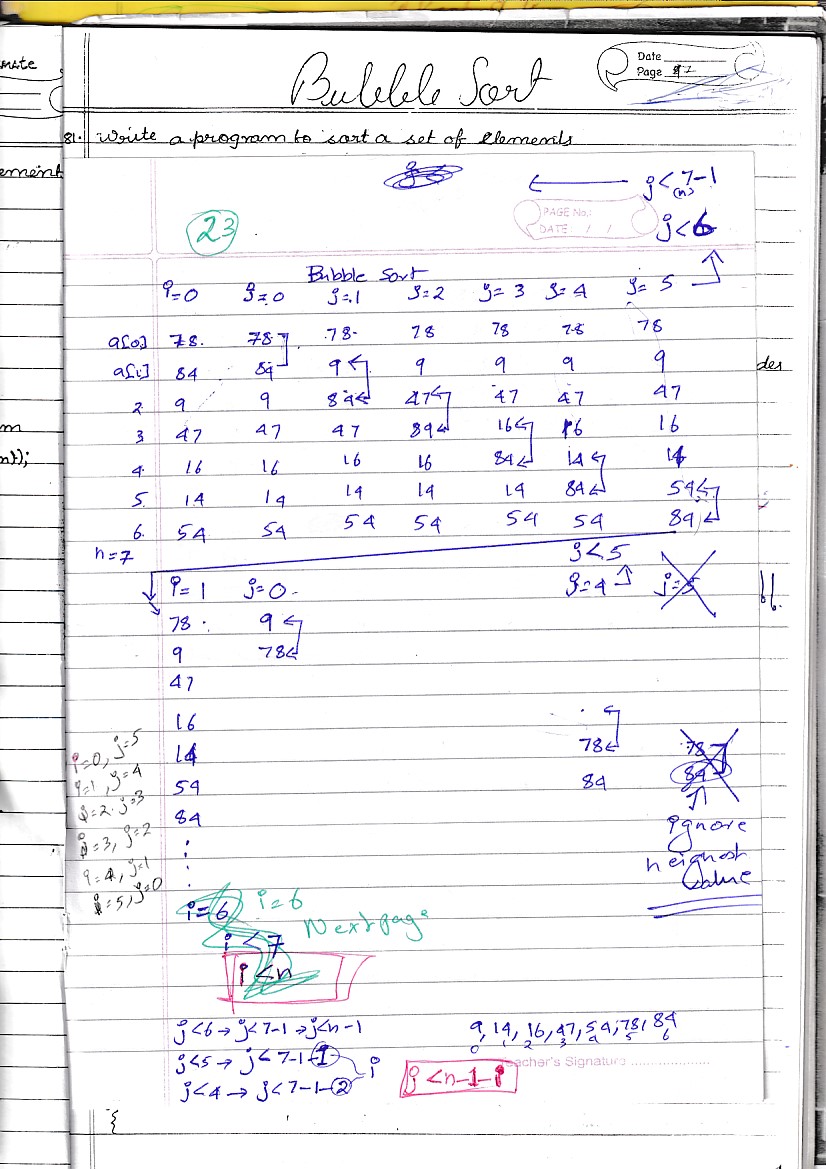 mate
Bubble Sort
Date
Page
81. Write a program to sort a set of elements
ement
j<7-1
(n)
PAGE No.:
DATE: / /
j<6
23
Bubble Sort
i=0 j=0 j=1 j=2 j=3 j=4 j=5
a[0] 78 78 78 78 78 78 78
a[1] 84 84 9 9 9 9 9
2 9 9 84 47 47 47 47
3 47 47 47 84 16 16 16
4. 16 16 16 16 84 14 14
5. 14 14 14 14 14 84 54
6. 54 54 54 54 54 54 84
des
m
n);
n=7
j<5
i=1 j=0 j=4 j=5
78 9
9 78
47
16
14 78 78
54 84 84
84
ignore
heighost
value
i=0, j=5
i=1, j=4
i=2 j=3
i=3, j=2
i=4, j=1
i=5, j=0
i=6 i=6
Next page
i<7
i<n
j<6→j<7-1→j<n-1
j<5→j<7-1-1
i
j<4→j<7-1-2
9,14,16,47,54,78,84
0 1 2 3 4 5 6
Teacher's Signature
j<n-1-i
{